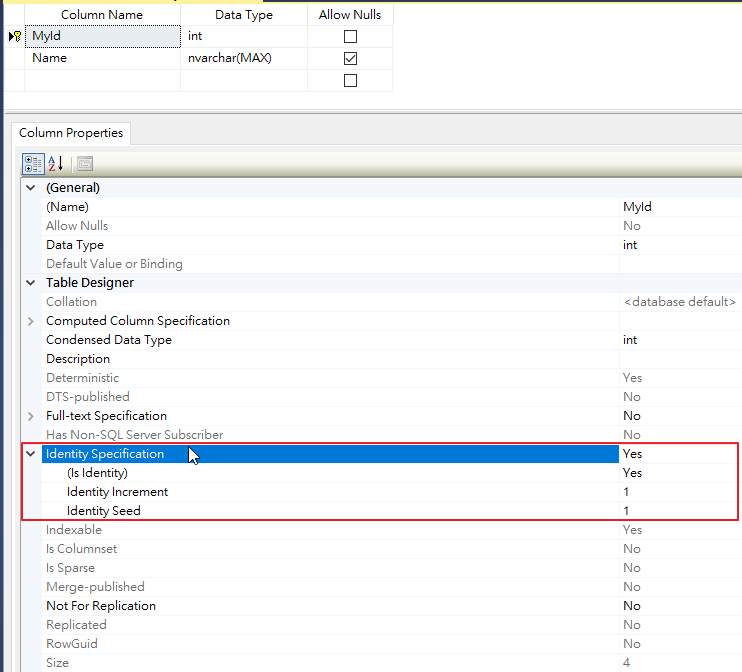 Column Name Data Type Allow Nulls
MyId int
Name nvarchar(MAX)
Column Properties
(General)
(Name) MyId
Allow Nulls No
Data Type int
Default Value or Binding
Table Designer
Collation <database default>
Computed Column Specification
Condensed Data Type int
Description
Deterministic Yes
DTS-published No
Full-text Specification No
Has Non-SQL Server Subscriber No
Identity Specification Yes
(Is Identity) Yes
Identity Increment 1
Identity Seed 1
Indexable Yes
Is Columnset No
Is Sparse No
Merge-published No
Not For Replication No
Replicated No
RowGuid No
Size 4